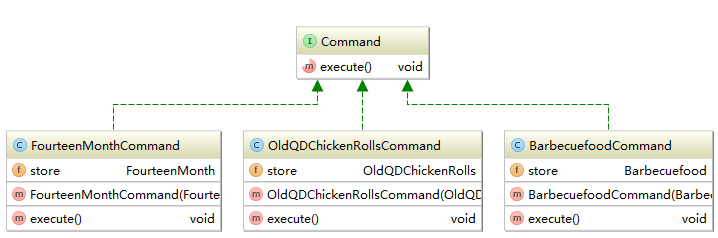 I Command
m execute() void
C FourteenMonthCommand
f store FourteenMonth
m FourteenMonthCommand(Fourte
m execute() void
C OldQDChickenRollsCommand
f store OldQDChickenRolls
m OldQDChickenRollsCommand(OldQD
m execute() void
C BarbecuefoodCommand
f store Barbecuefood
m BarbecuefoodCommand(Barbec
m execute() void